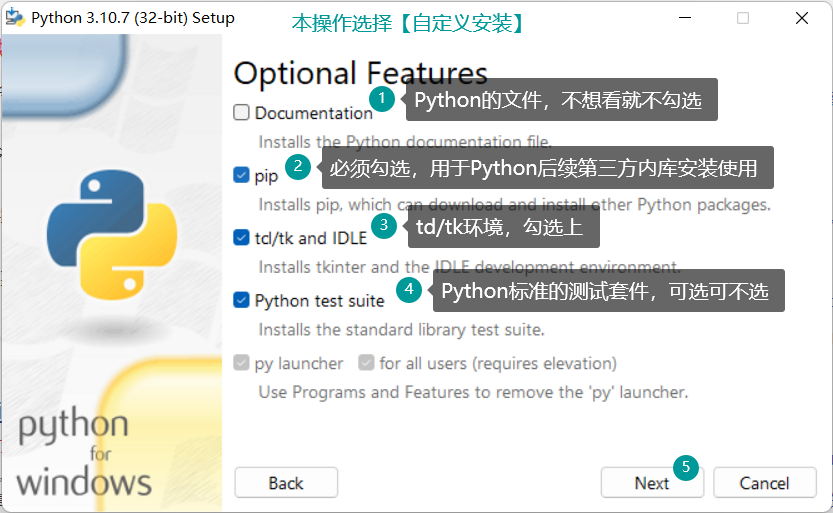 Python 3.10.7 (32-bit) Setup
本操作选择【自定义安装】
Optional Features
Documentation
1
Python的文件，不想看就不勾选
Installs the Python documentation file.
pip
2
必须勾选，用于Python后续第三方内库安装使用
Installs pip, which can download and install other Python packages.
tcl/tk and IDLE
3
td/tk环境，勾选上
Installs tkinter and the IDLE development environment.
Python test suite
4
Python标准的测试套件，可选可不选
Installs the standard library test suite.
py launcher for all users (requires elevation)
Use Programs and Features to remove the 'py' launcher.
python
for
windows
Back
Next
5
Cancel